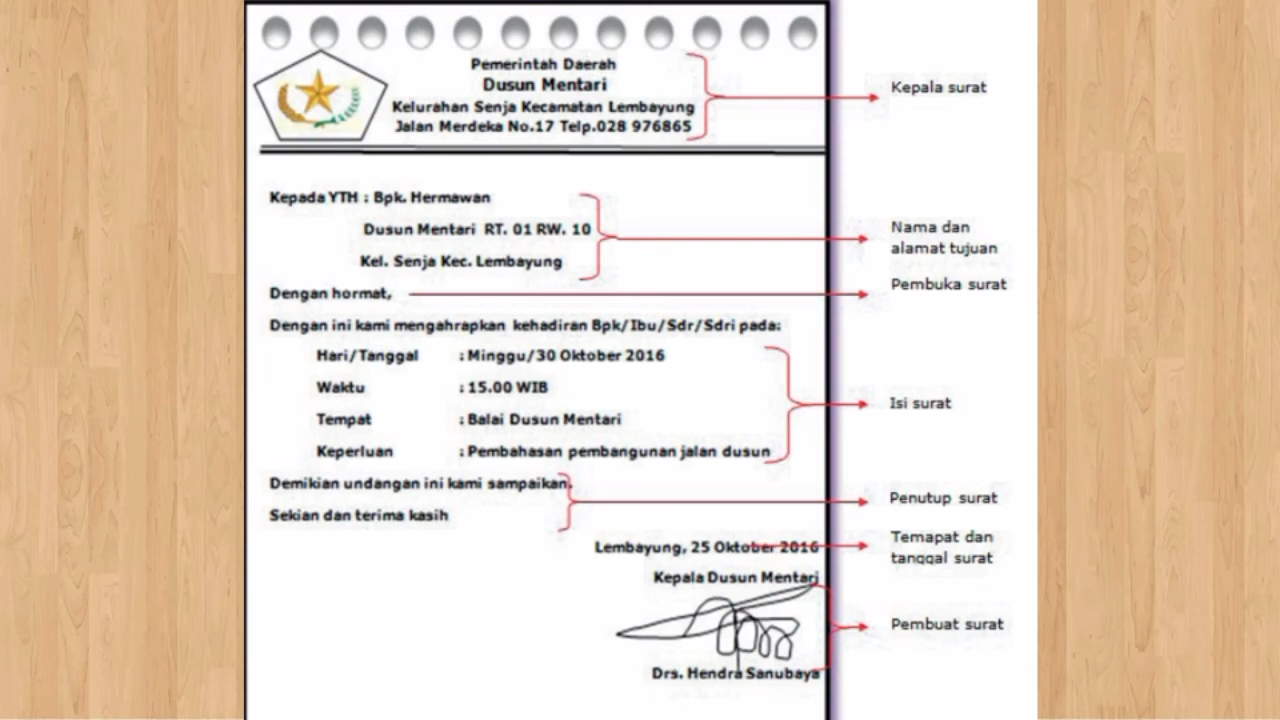 Pemerintah Daerah
Dusun Mentari
Kelurahan Senja Kecamatan Lembayung
Jalan Merdeka No.17 Telp.028 976865
Kepala surat
Kepada YTH : Bpk. Hermawan
Dusun Mentari RT. 01 RW. 10
Kel. Senja Kec. Lembayung
Nama dan
alamat tujuan
Dengan hormat,
Pembuka surat
Dengan ini kami mengahrapkan kehadiran Bpk/Ibu/Sdr/Sdri pada:
Hari/Tanggal : Minggu/30 Oktober 2016
Waktu : 15.00 WIB
Tempat : Balai Dusun Mentari
Keperluan : Pembahasan pembangunan jalan dusun
Isi surat
Demikian undangan ini kami sampaikan.
Sekian dan terima kasih
Penutup surat
Lembayung, 25 Oktober 2016
Temapat dan
tanggal surat
Kepala Dusun Mentari
Pembuat surat
Drs. Hendra Sanubaya